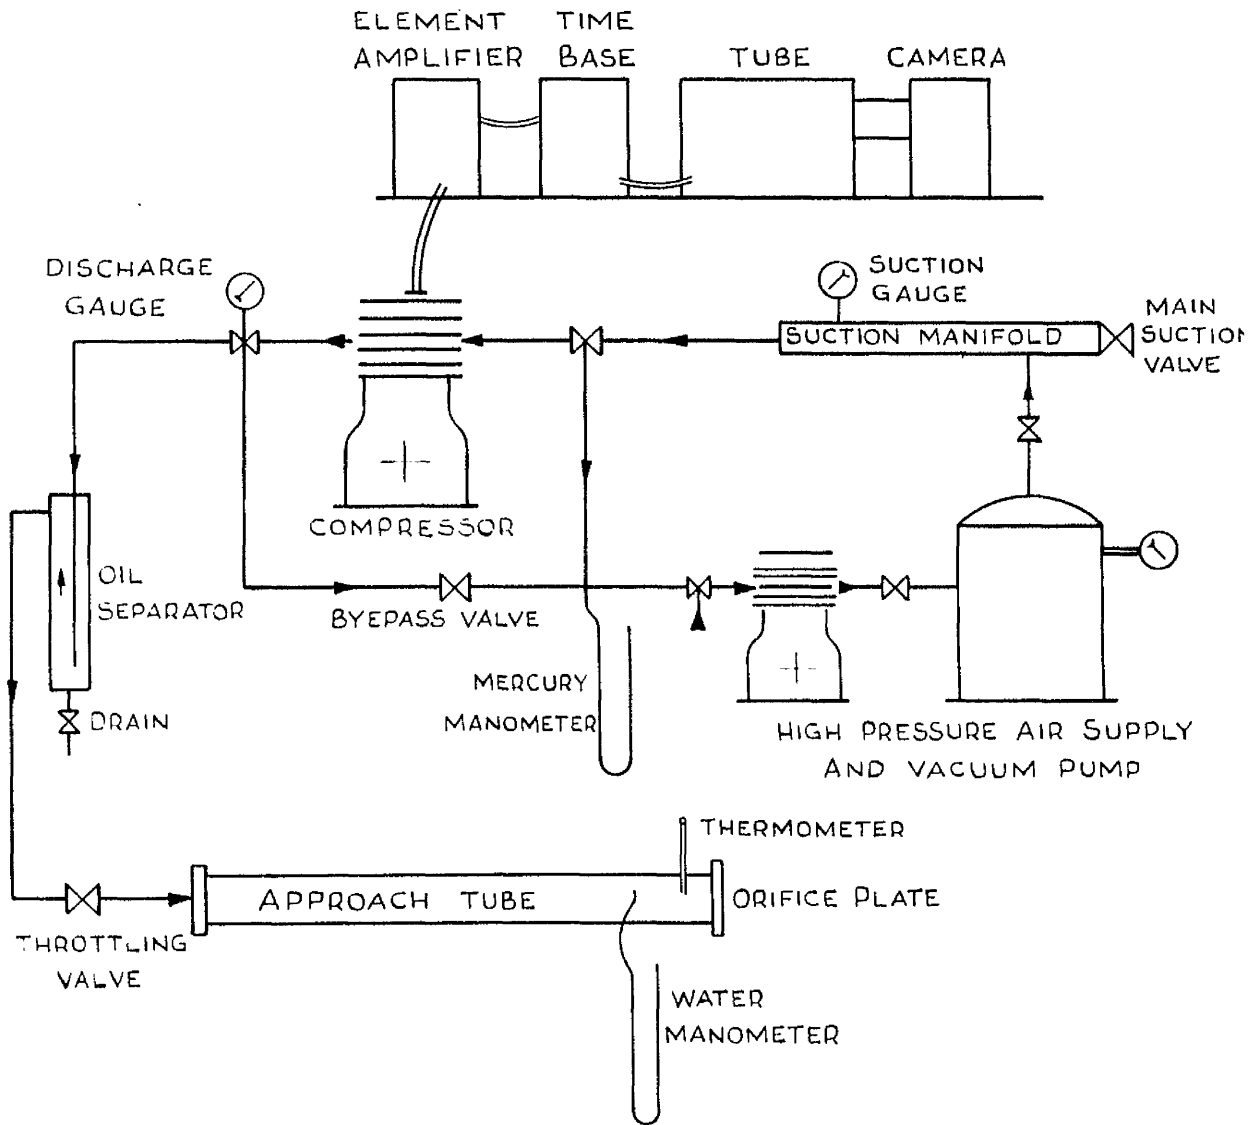 ELEMENT
AMPLIFIER
TIME
BASE
TUBE
CAMERA
DISCHARGE
GAUGE
SUCTION
GAUGE
MAIN
SUCTION
VALVE
SUCTION MANIFOLD
COMPRESSOR
OIL
SEPARATOR
BYEPASS VALVE
MERCURY
MANOMETER
DRAIN
HIGH PRESSURE AIR SUPPLY
AND VACUUM PUMP
THERMOMETER
APPROACH TUBE
ORIFICE PLATE
THROTTLING
VALVE
WATER
MANOMETER